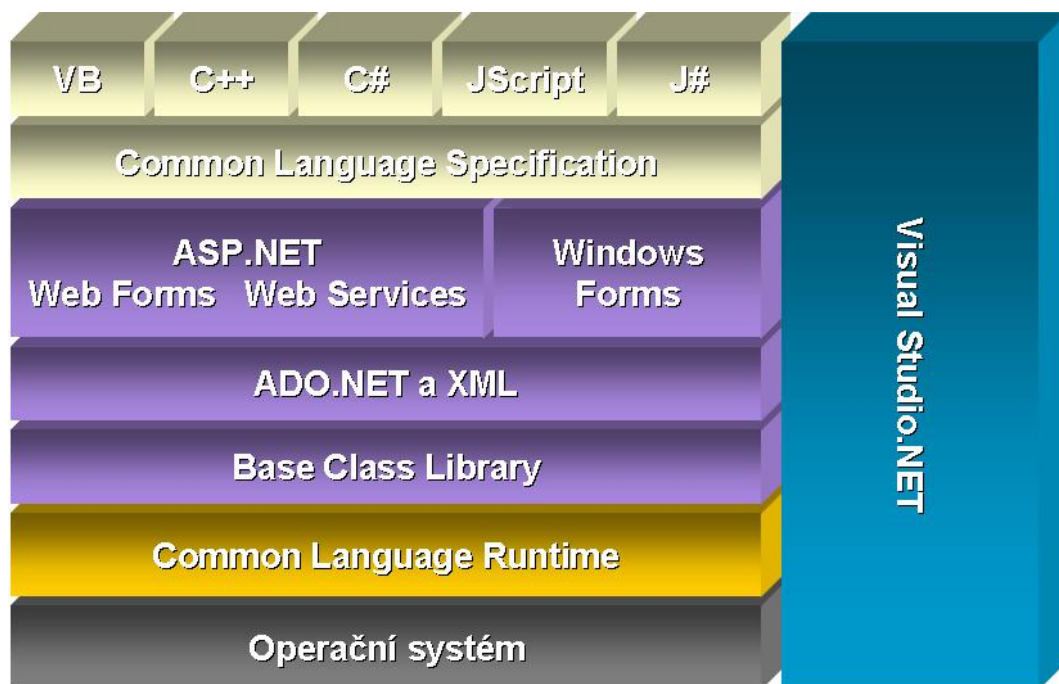 VB
C++
C#
JScript
J#
Common Language Specification
ASP.NET
Web Forms Web Services
Windows
Forms
ADO.NET a XML
Base Class Library
Common Language Runtime
Operační systém
Visual Studio.NET